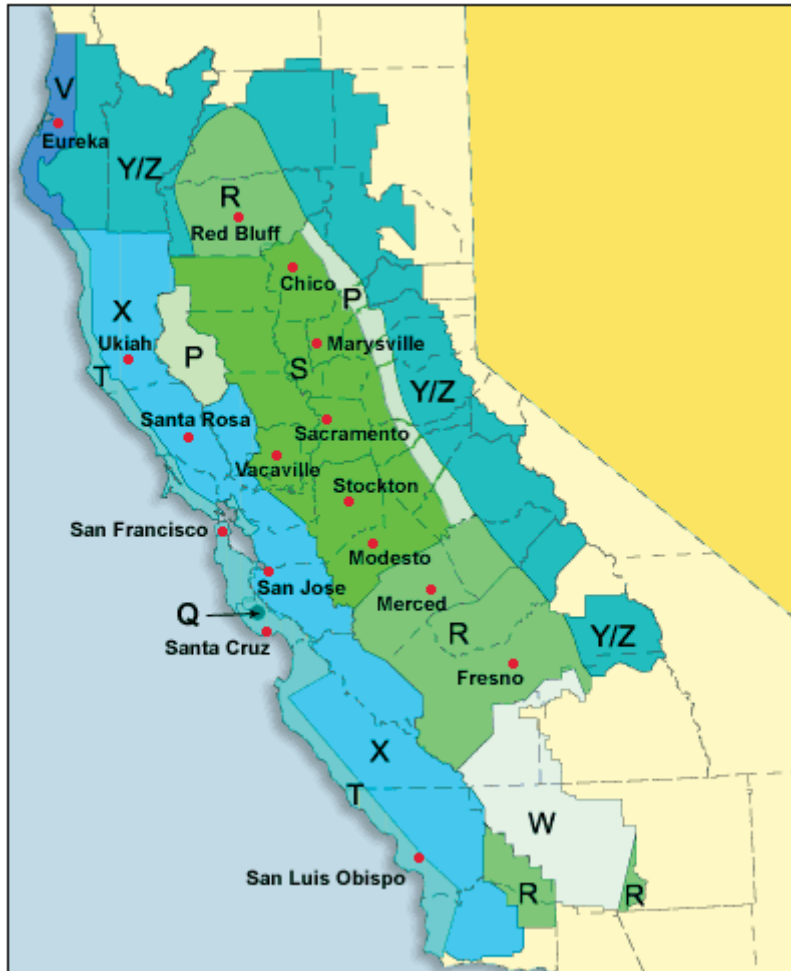 V
Eureka
Y/Z
R
Red Bluff
Chico
P
X
Ukiah
P
Marysville
T
S
Y/Z
Santa Rosa
Sacramento
Vacaville
Stockton
San Francisco
Modesto
San Jose
Merced
Q
Santa Cruz
R
Y/Z
Fresno
X
T
W
San Luis Obispo
R
R